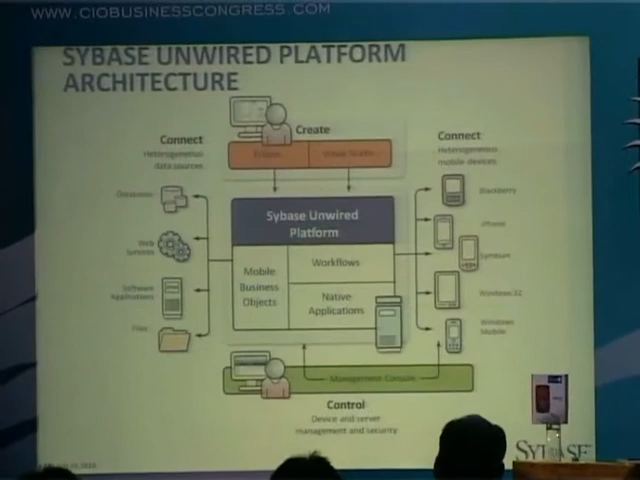 WWW.CIOBUSINESSCONGRESS.COM
SYBASE UNWIRED PLATFORM
ARCHITECTURE
Create
Connect
Heterogeneous
data sources
Connect
Heterogeneous
mobile devices
Databases
Web
Services
Software
Applications
Files
Sybase Unwired
Platform
Mobile
Business
Objects
Workflows
Native
Applications
Blackberry
iPhone
Symbian
Windows32
Windows
Mobile
Management Console
Control
Device and server
management and security
SYBASE